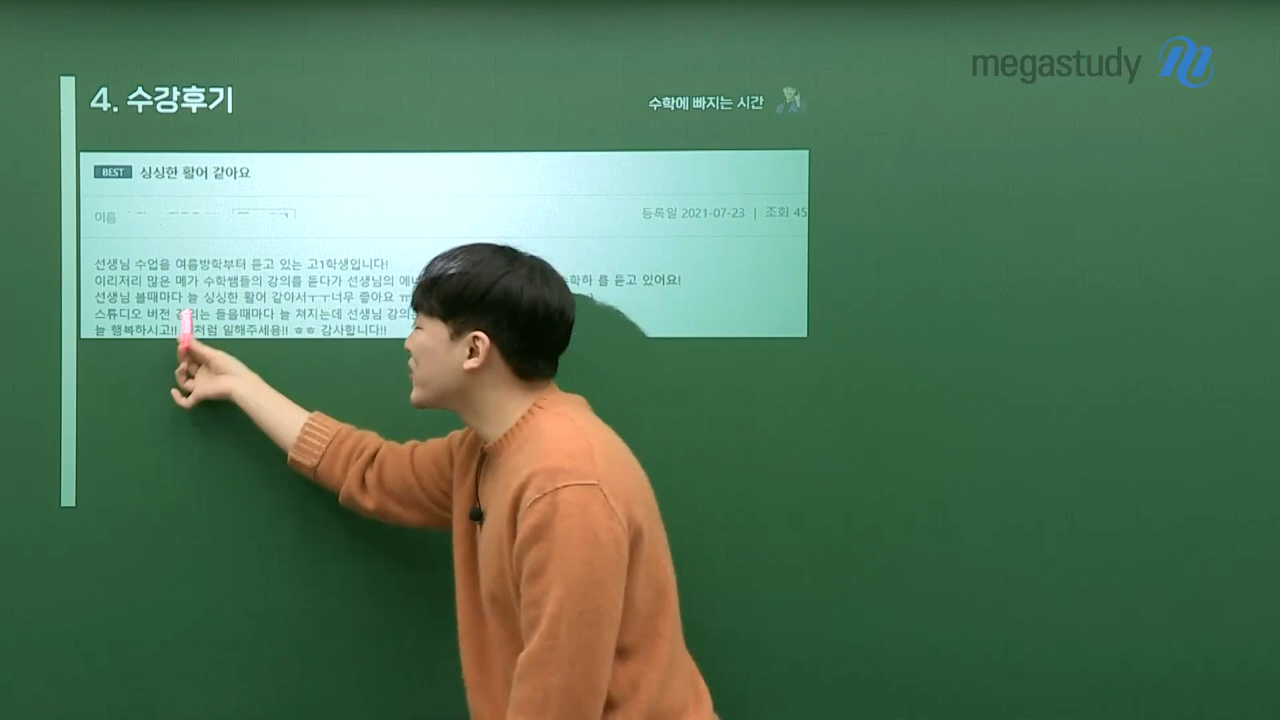 megastudy
4. 수강후기
수학에 빠지는 시간
BEST 싱싱한 활어 같아요
이름
등록일 2021-07-23 | 조회 45
선생님 수업을 여름방학부터 듣고 있는 고1학생입니다!
이리저리 많은 메가 수학쌤들의 강의를 듣다가 선생님의 를 듣고 있어요!
선생님 볼때마다 늘 싱싱한 활어 같아서ㅜㅜ너무 좋아요
스튜디오 버전 들을때마다 늘 쳐지는데 선생님
늘 행복하시고!! 일해주세용!! ㅎㅎ 감사합니다!!